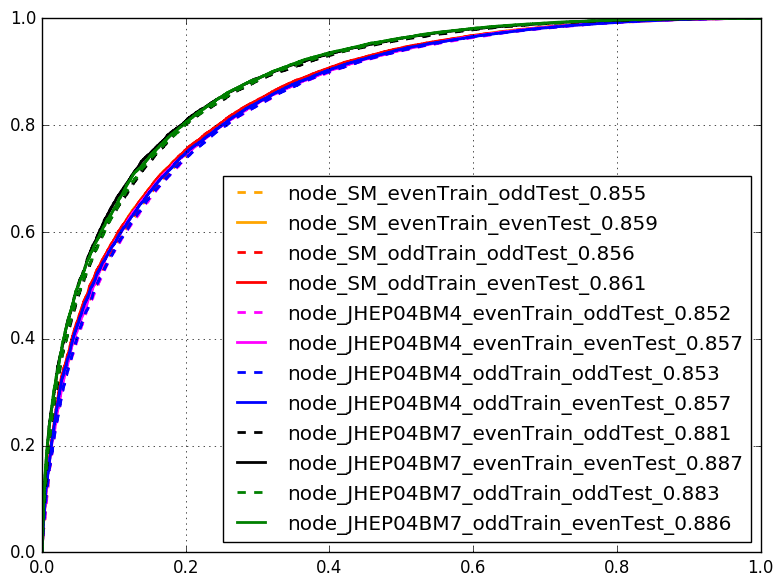 1.0
0.8
0.6
0.4
0.2
0.0
node_SM_evenTrain_oddTest_0.855
node_SM_evenTrain_evenTest_0.859
node_SM_oddTrain_oddTest_0.856
node_SM_oddTrain_evenTest_0.861
node_JHEP04BM4_evenTrain_oddTest_0.852
node_JHEP04BM4_evenTrain_evenTest_0.857
node_JHEP04BM4_oddTrain_oddTest_0.853
node_JHEP04BM4_oddTrain_evenTest_0.857
node_JHEP04BM7_evenTrain_oddTest_0.881
node_JHEP04BM7_evenTrain_evenTest_0.887
node_JHEP04BM7_oddTrain_oddTest_0.883
node_JHEP04BM7_oddTrain_evenTest_0.886
0.0 0.2 0.4 0.6 0.8 1.0